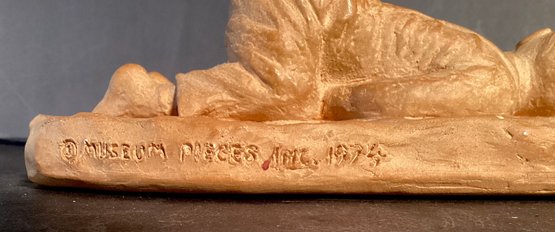 © MUSEUM PIECES INC. 1974